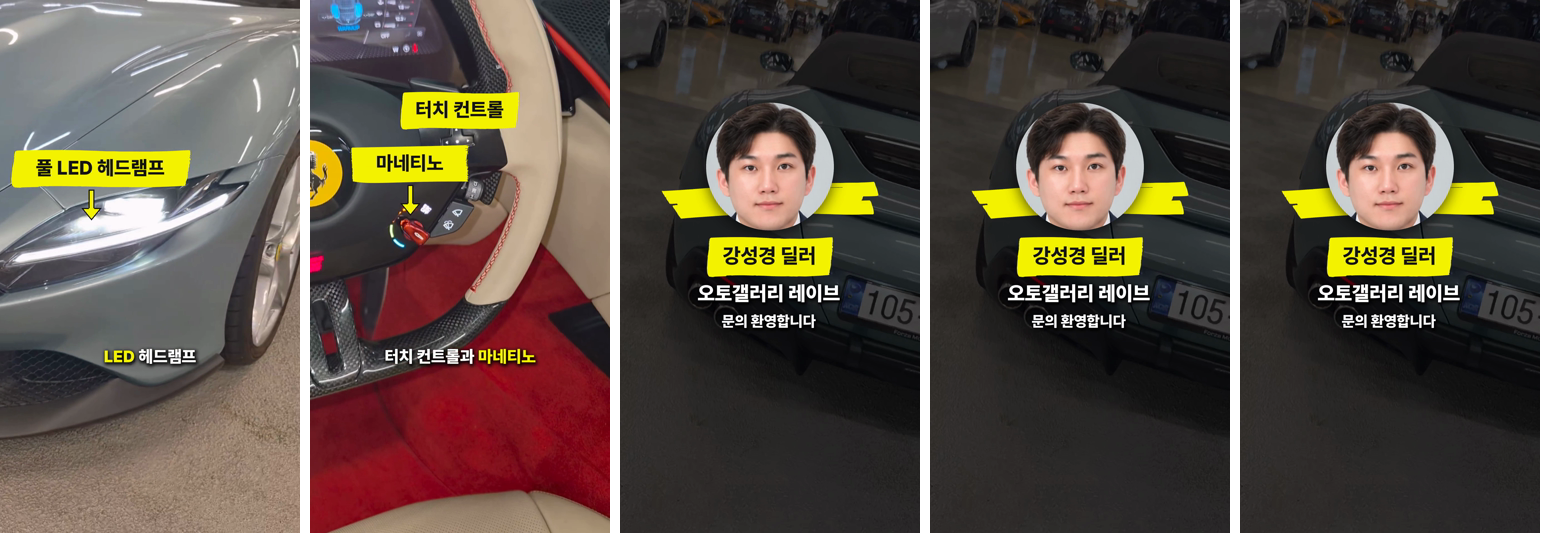 풀 LED 헤드램프
LED 헤드램프
OFF
터치 컨트롤
마네티노
터치 컨트롤과 마네티노
강성경 딜러
오토갤러리 레이브
문의 환영합니다
105
강성경 딜러
오토갤러리 레이브
문의 환영합니다
105
강성경 딜러
오토갤러리 레이브
문의 환영합니다
105